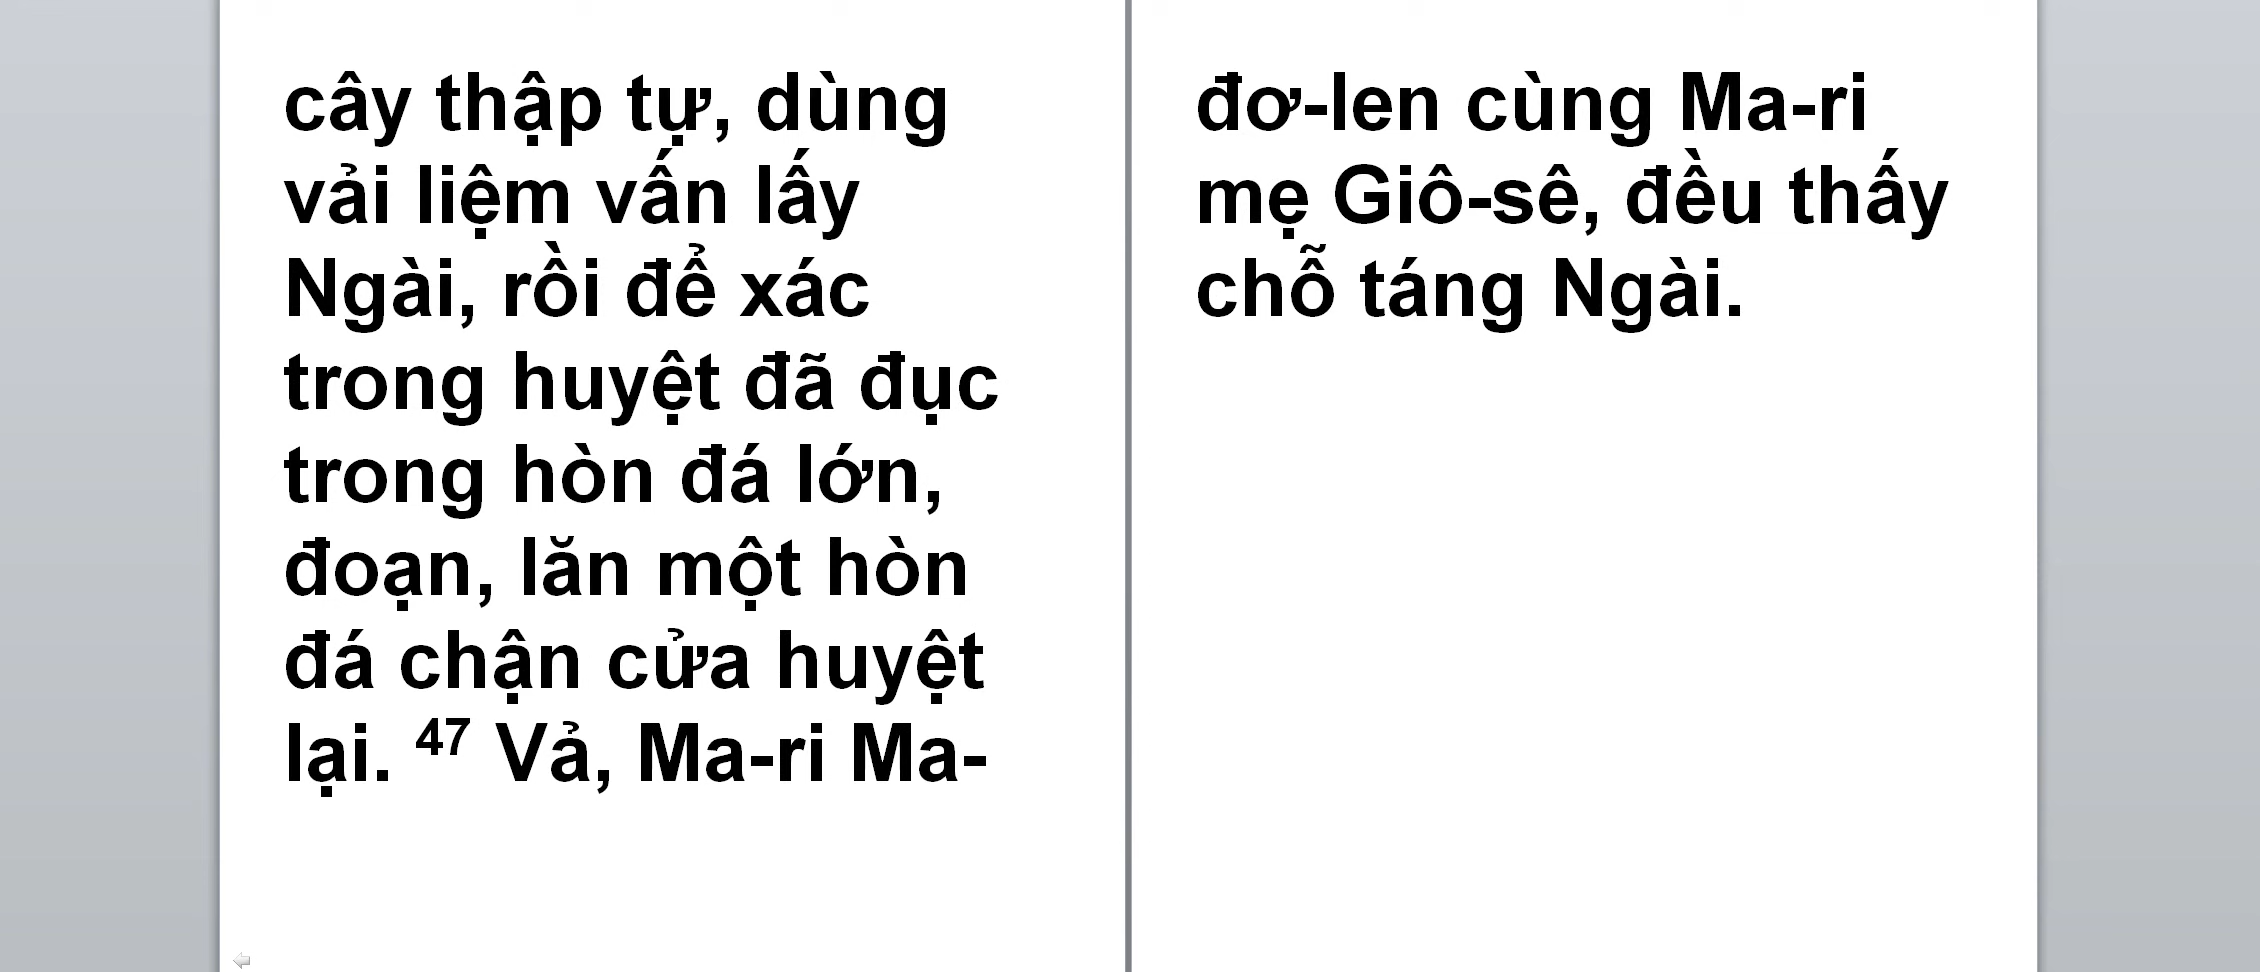 cây thập tự, dùng
vải liệm vấn lấy
Ngài, rồi để xác
trong huyệt đã đục
trong hòn đá lớn,
đoạn, lăn một hòn
đá chận cửa huyệt
lại. ⁴⁷ Vả, Ma-ri Ma-
đơ-len cùng Ma-ri
mẹ Giô-sê, đều thấy
chỗ táng Ngài.